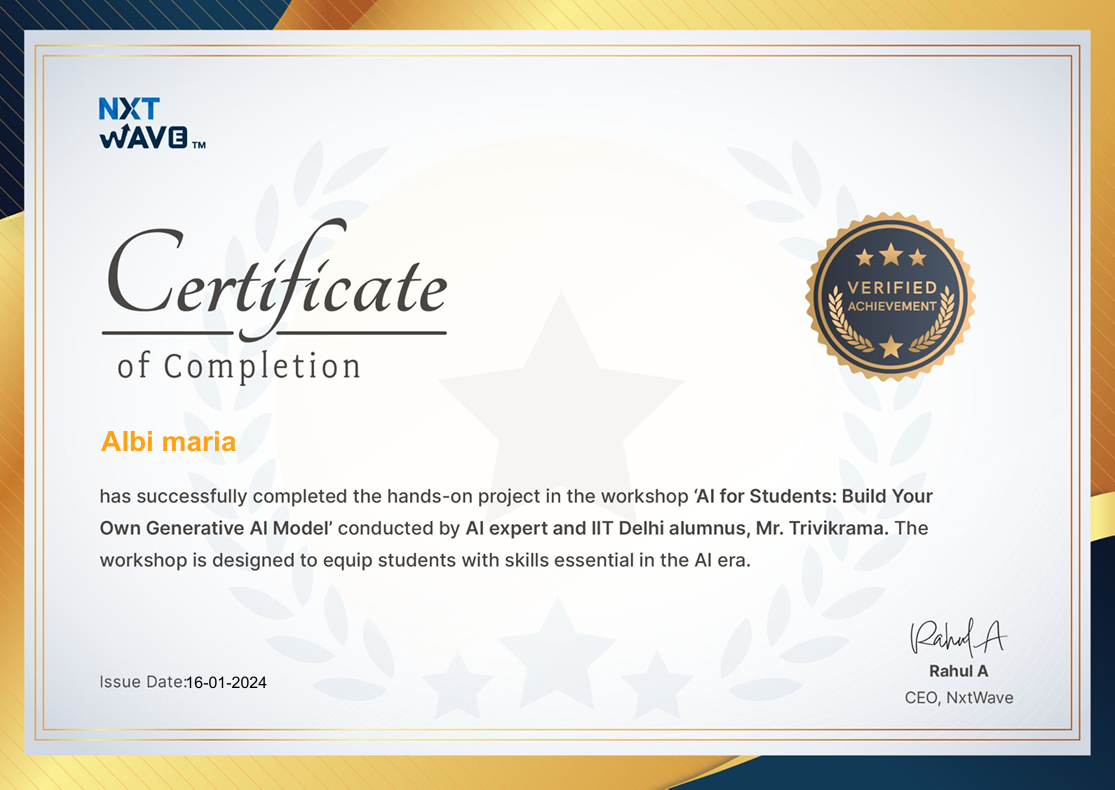 NXT
WAVE TM
Certificate
of Completion
VERIFIED
ACHIEVEMENT
Albi maria
has successfully completed the hands-on project in the workshop ‘AI for Students: Build Your
Own Generative AI Model’ conducted by AI expert and IIT Delhi alumnus, Mr. Trivikrama. The
workshop is designed to equip students with skills essential in the AI era.
Rahul A
Rahul A
Issue Date:16-01-2024
CEO, NxtWave